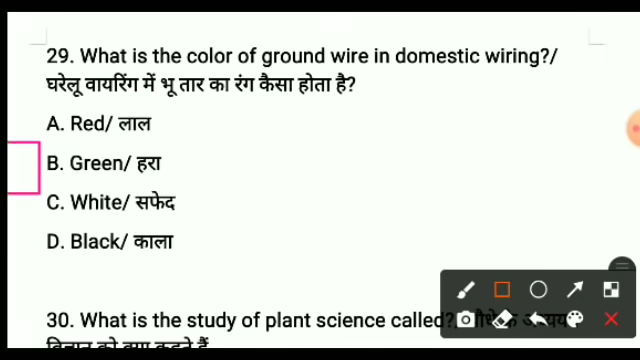 29. What is the color of ground wire in domestic wiring?/
घरेलू वायरिंग में भू तार का रंग कैसा होता है?
A. Red/ लाल
B. Green/ हरा
C. White/ सफेद
D. Black/ काला
30. What is the study of plant science called?/
विज्ञान को क्या कहते हैं